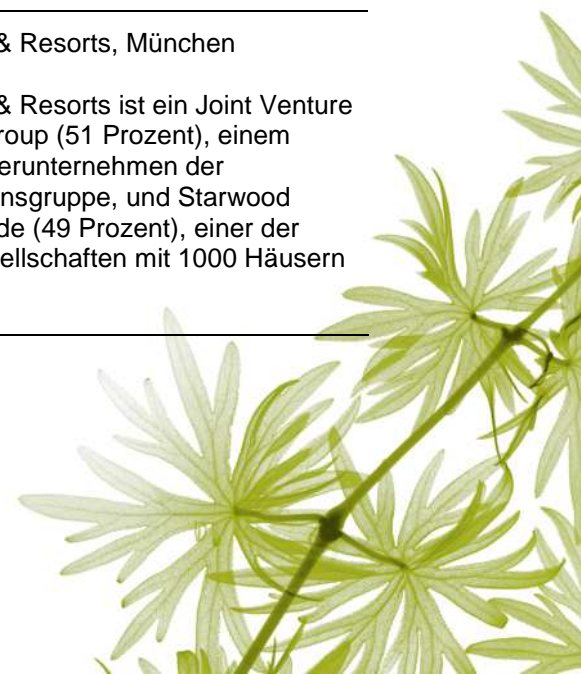 & Resorts, München
& Resorts ist ein Joint Venture
roup (51 Prozent), einem
erunternehmen der
nsgruppe, und Starwood
de (49 Prozent), einer der
ellschaften mit 1000 Häusern